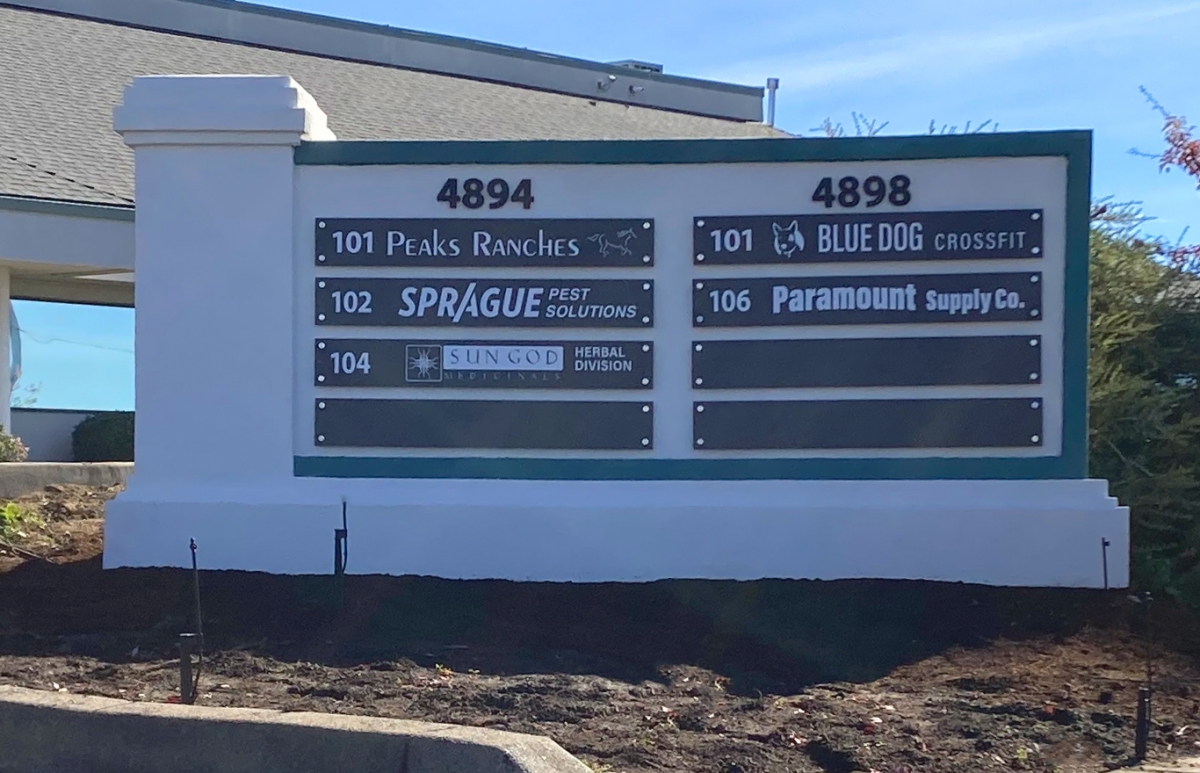 4894
101 PEAKS RANCHES
102 SPRAGUE PEST SOLUTIONS
104 SUN GOD MEDICINALS HERBAL DIVISION
4898
101 BLUE DOG CROSSFIT
106 Paramount Supply Co.